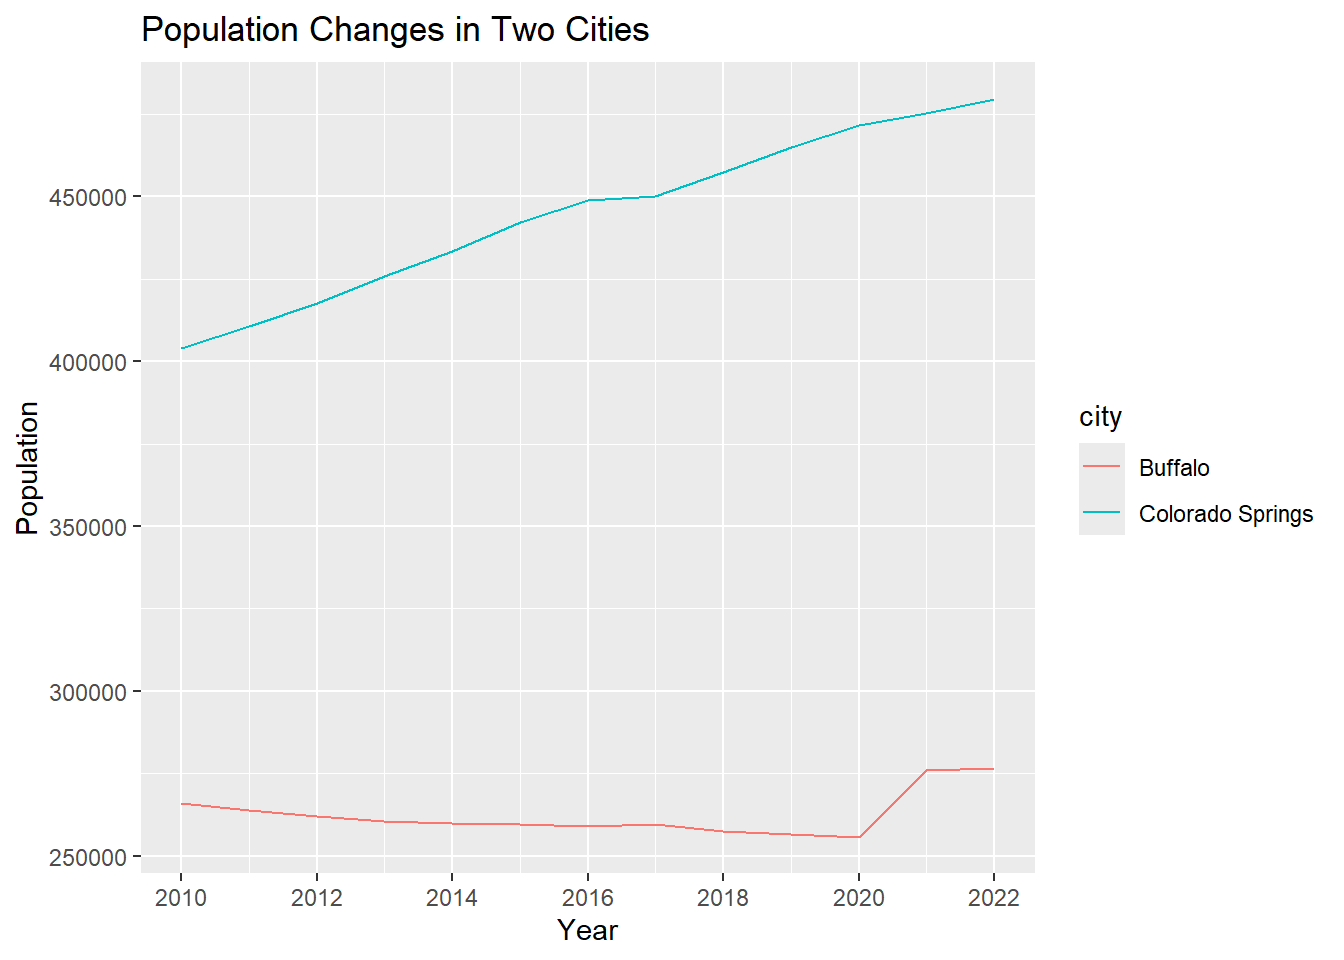 Population Changes in Two Cities
Population
450000
400000
350000
300000
250000
2010 2012 2014 2016 2018 2020 2022
Year
city
Buffalo
Colorado Springs